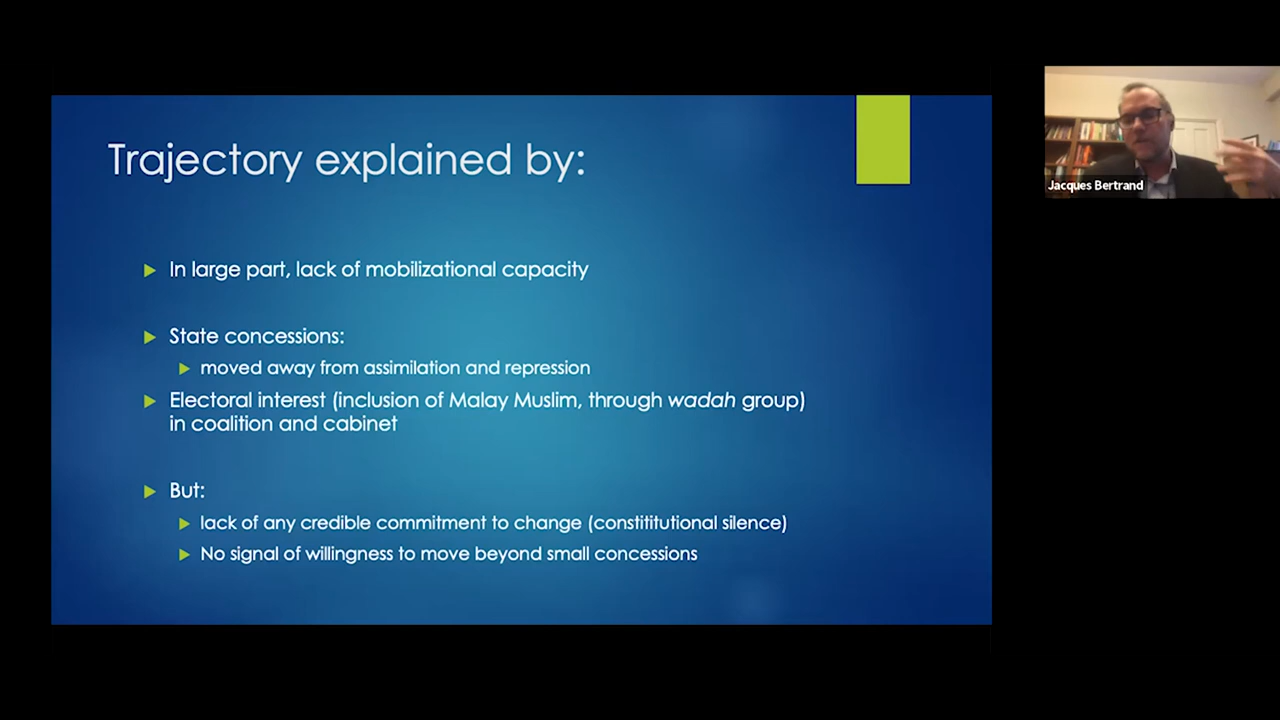 Trajectory explained by:
In large part, lack of mobilizational capacity
State concessions:
moved away from assimilation and repression
Electoral interest (inclusion of Malay Muslim, through wadah group)
in coalition and cabinet
But:
lack of any credible commitment to change (constititutional silence)
No signal of willingness to move beyond small concessions
Jacques Bertrand